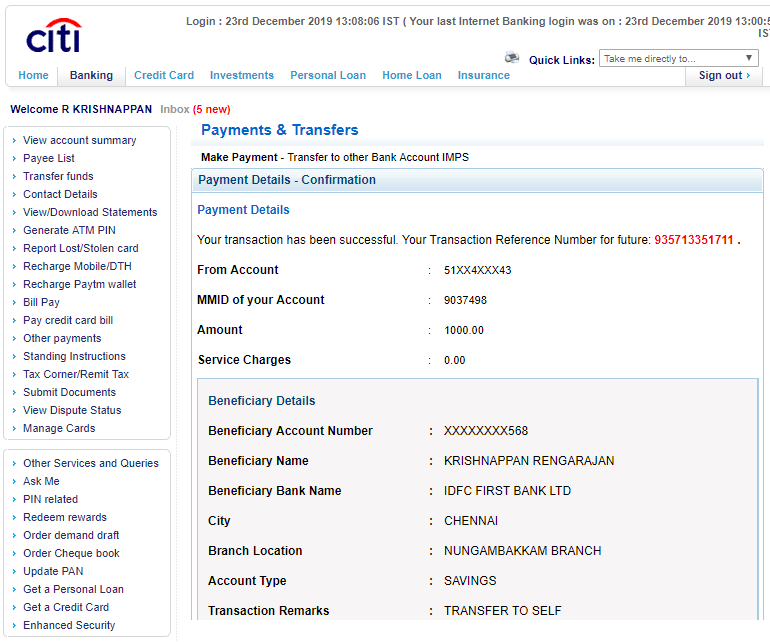 citi
Login : 23rd December 2019 13:08:06 IST ( Your last Internet Banking login was on : 23rd December 2019
Quick Links: Take me directly to...
Home Banking Credit Card Investments Personal Loan Home Loan Insurance Sign out ›
Welcome R KRISHNAPPAN Inbox (5 new)
View account summary
Payee List
Transfer funds
Contact Details
View/Download Statements
Generate ATM PIN
Report Lost/Stolen card
Recharge Mobile/DTH
Recharge Paytm wallet
Bill Pay
Pay credit card bill
Other payments
Standing Instructions
Tax Corner/Remit Tax
Submit Documents
View Dispute Status
Manage Cards
Other Services and Queries
Ask Me
PIN related
Redeem rewards
Order demand draft
Order Cheque book
Update PAN
Get a Personal Loan
Get a Credit Card
Enhanced Security
Payments & Transfers
Make Payment - Transfer to other Bank Account IMPS
Payment Details - Confirmation
Payment Details
Your transaction has been successful. Your Transaction Reference Number for future: 935713351711 .
From Account : 51XX4XXX43
MMID of your Account : 9037498
Amount : 1000.00
Service Charges : 0.00
Beneficiary Details
Beneficiary Account Number : XXXXXXXX568
Beneficiary Name : KRISHNAPPAN RENGARAJAN
Beneficiary Bank Name : IDFC FIRST BANK LTD
City : CHENNAI
Branch Location : NUNGAMBAKKAM BRANCH
Account Type : SAVINGS
Transaction Remarks : TRANSFER TO SELF